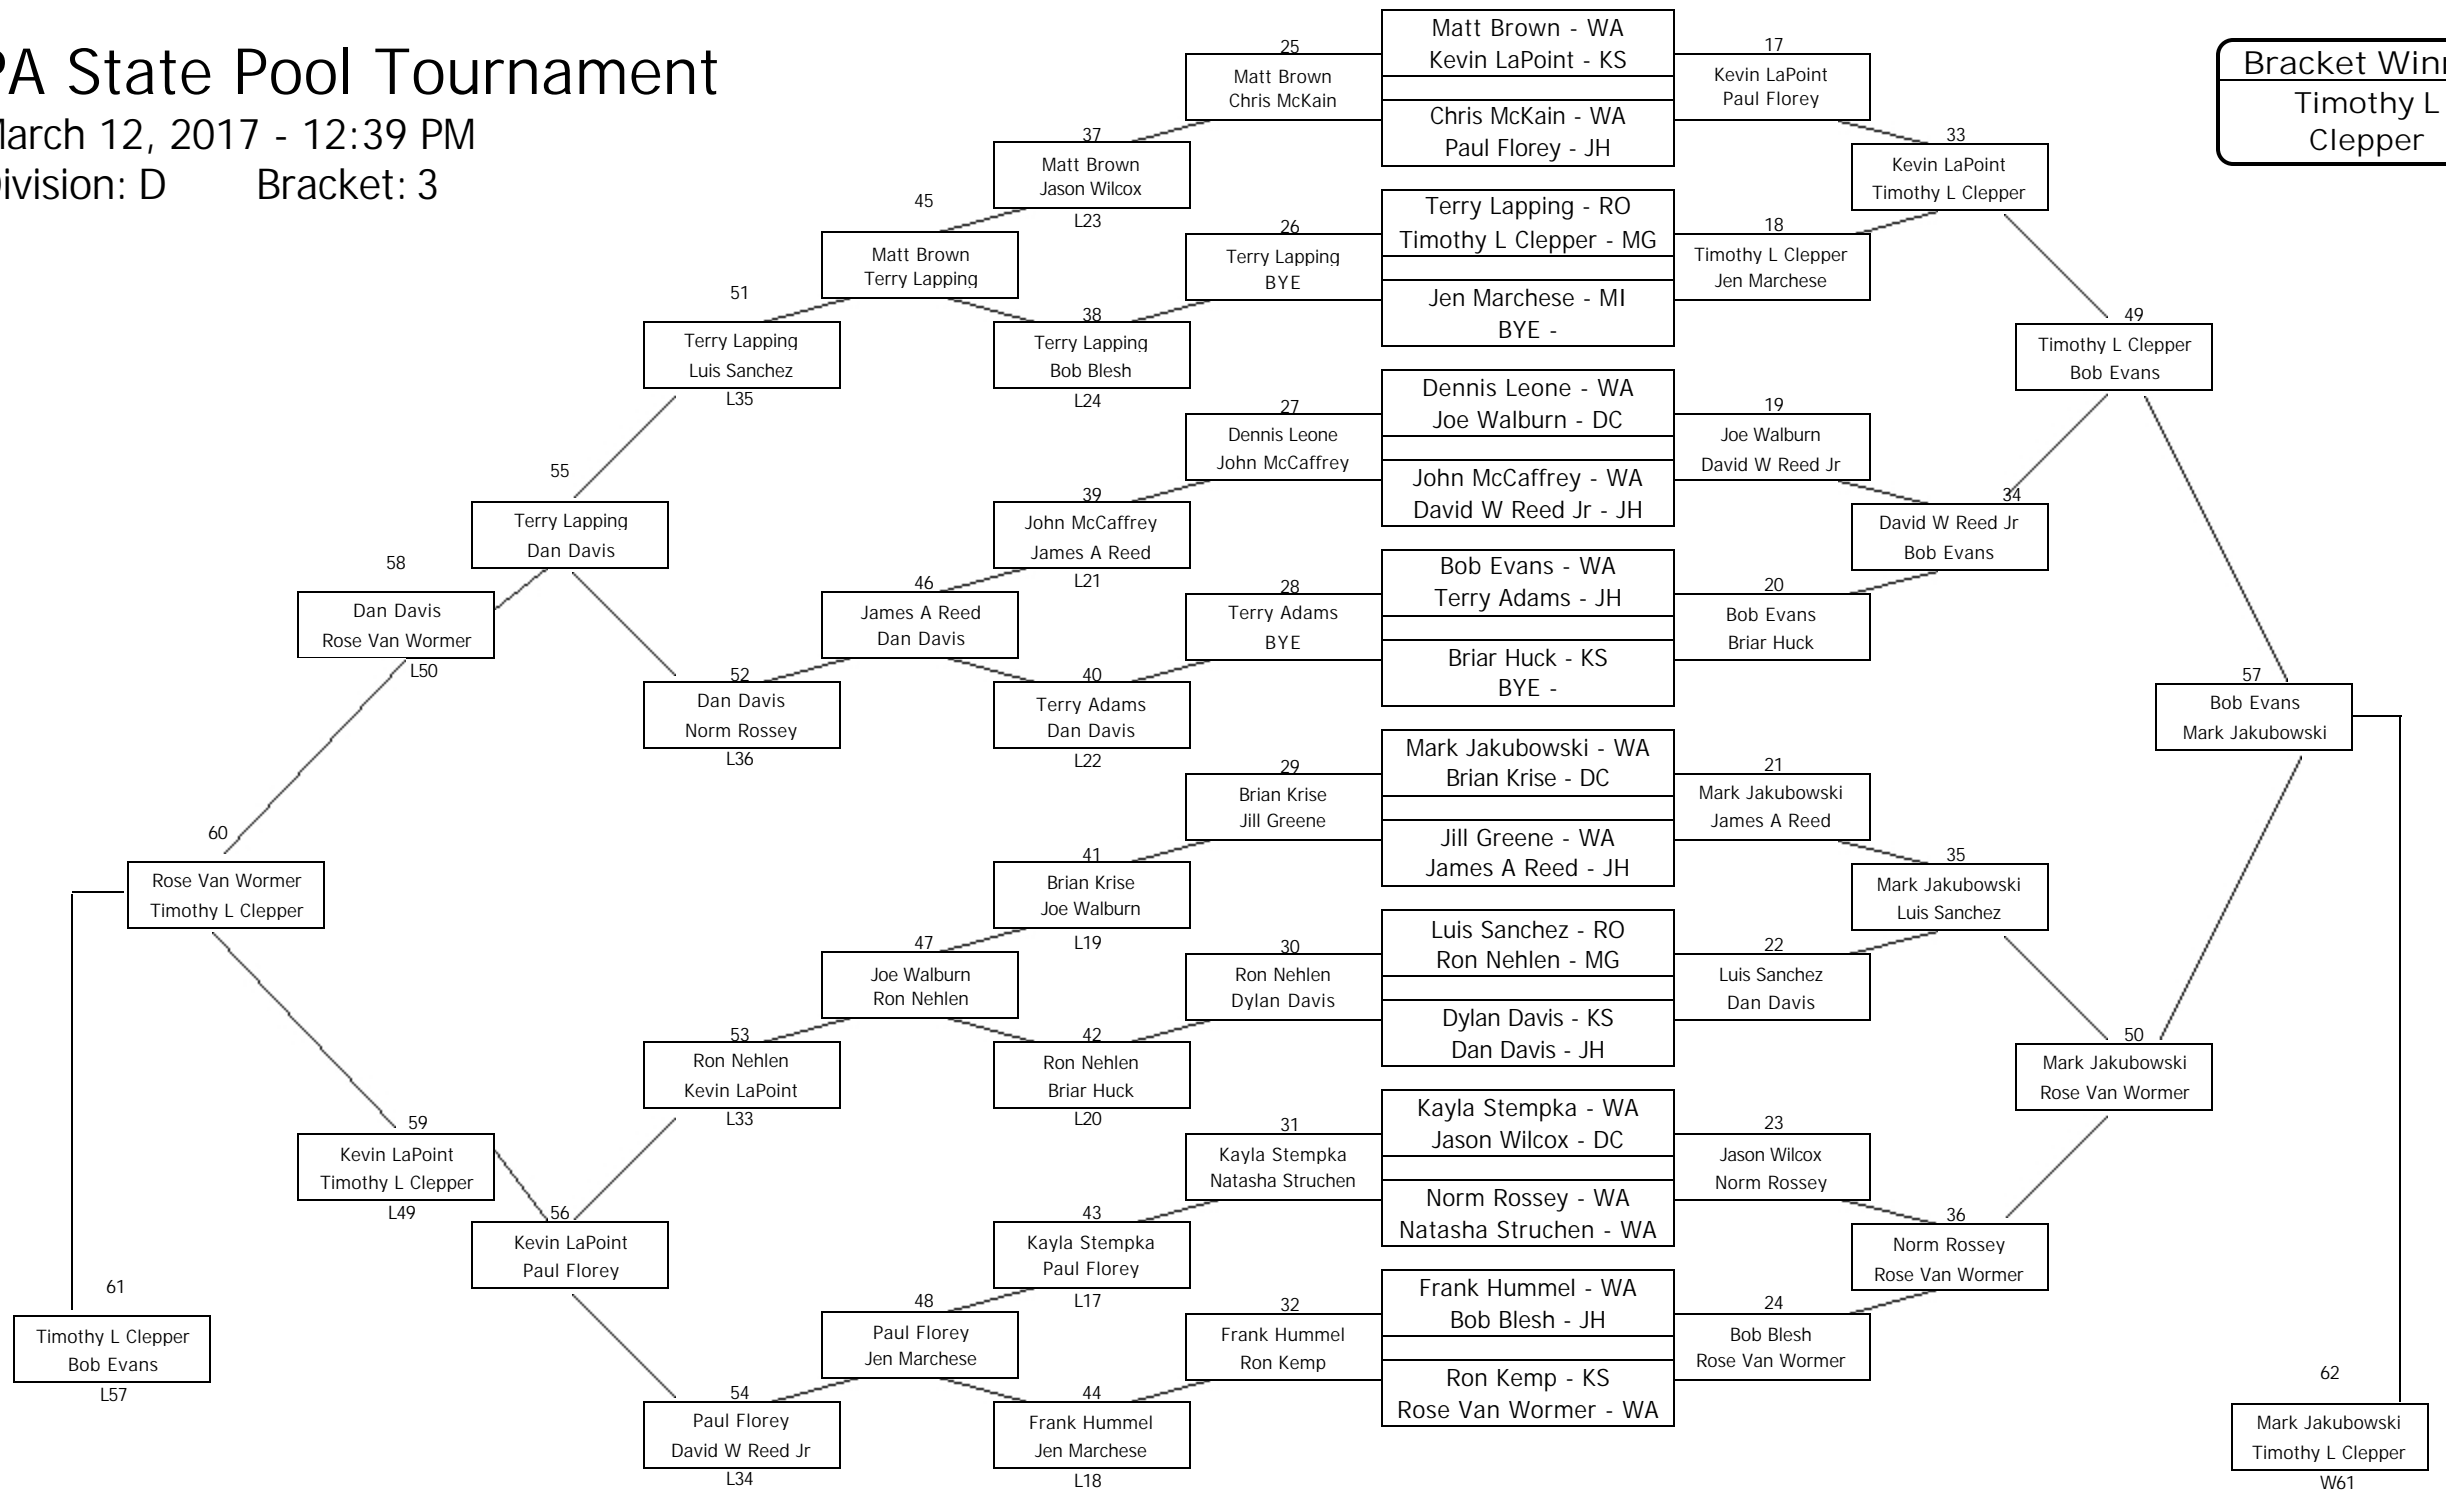 PA State Pool Tournament
March 12, 2017 - 12:39 PM
Division: D Bracket: 3
Bracket Winn
Timothy L
Clepper
61
Timothy L Clepper
Bob Evans
L57
60
Rose Van Wormer
Timothy L Clepper
58
Dan Davis
Rose Van Wormer
L50
59
Kevin LaPoint
Timothy L Clepper
L49
55
Terry Lapping
Dan Davis
56
Kevin LaPoint
Paul Florey
51
Terry Lapping
Luis Sanchez
L35
52
Dan Davis
Norm Rossey
L36
53
Ron Nehlen
Kevin LaPoint
L33
54
Paul Florey
David W Reed Jr
L34
45
Matt Brown
Terry Lapping
46
James A Reed
Dan Davis
47
Joe Walburn
Ron Nehlen
48
Paul Florey
Jen Marchese
37
Matt Brown
Jason Wilcox
L23
38
Terry Lapping
Bob Blesh
L24
39
John McCaffrey
James A Reed
L21
40
Terry Adams
Dan Davis
L22
41
Brian Krise
Joe Walburn
L19
42
Ron Nehlen
Briar Huck
L20
43
Kayla Stempka
Paul Florey
L17
44
Frank Hummel
Jen Marchese
L18
25
Matt Brown
Chris McKain
26
Terry Lapping
BYE
27
Dennis Leone
John McCaffrey
28
Terry Adams
BYE
29
Brian Krise
Jill Greene
30
Ron Nehlen
Dylan Davis
31
Kayla Stempka
Natasha Struchen
32
Frank Hummel
Ron Kemp
Matt Brown - WA
Kevin LaPoint - KS
Chris McKain - WA
Paul Florey - JH
Terry Lapping - RO
Timothy L Clepper - MG
Jen Marchese - MI
BYE -
Dennis Leone - WA
Joe Walburn - DC
John McCaffrey - WA
David W Reed Jr - JH
Bob Evans - WA
Terry Adams - JH
Briar Huck - KS
BYE -
Mark Jakubowski - WA
Brian Krise - DC
Jill Greene - WA
James A Reed - JH
Luis Sanchez - RO
Ron Nehlen - MG
Dylan Davis - KS
Dan Davis - JH
Kayla Stempka - WA
Jason Wilcox - DC
Norm Rossey - WA
Natasha Struchen - WA
Frank Hummel - WA
Bob Blesh - JH
Ron Kemp - KS
Rose Van Wormer - WA
17
Kevin LaPoint
Paul Florey
18
Timothy L Clepper
Jen Marchese
19
Joe Walburn
David W Reed Jr
20
Bob Evans
Briar Huck
21
Mark Jakubowski
James A Reed
22
Luis Sanchez
Dan Davis
23
Jason Wilcox
Norm Rossey
24
Bob Blesh
Rose Van Wormer
33
Kevin LaPoint
Timothy L Clepper
34
David W Reed Jr
Bob Evans
35
Mark Jakubowski
Luis Sanchez
36
Norm Rossey
Rose Van Wormer
49
Timothy L Clepper
Bob Evans
50
Mark Jakubowski
Rose Van Wormer
57
Bob Evans
Mark Jakubowski
62
Mark Jakubowski
Timothy L Clepper
W61